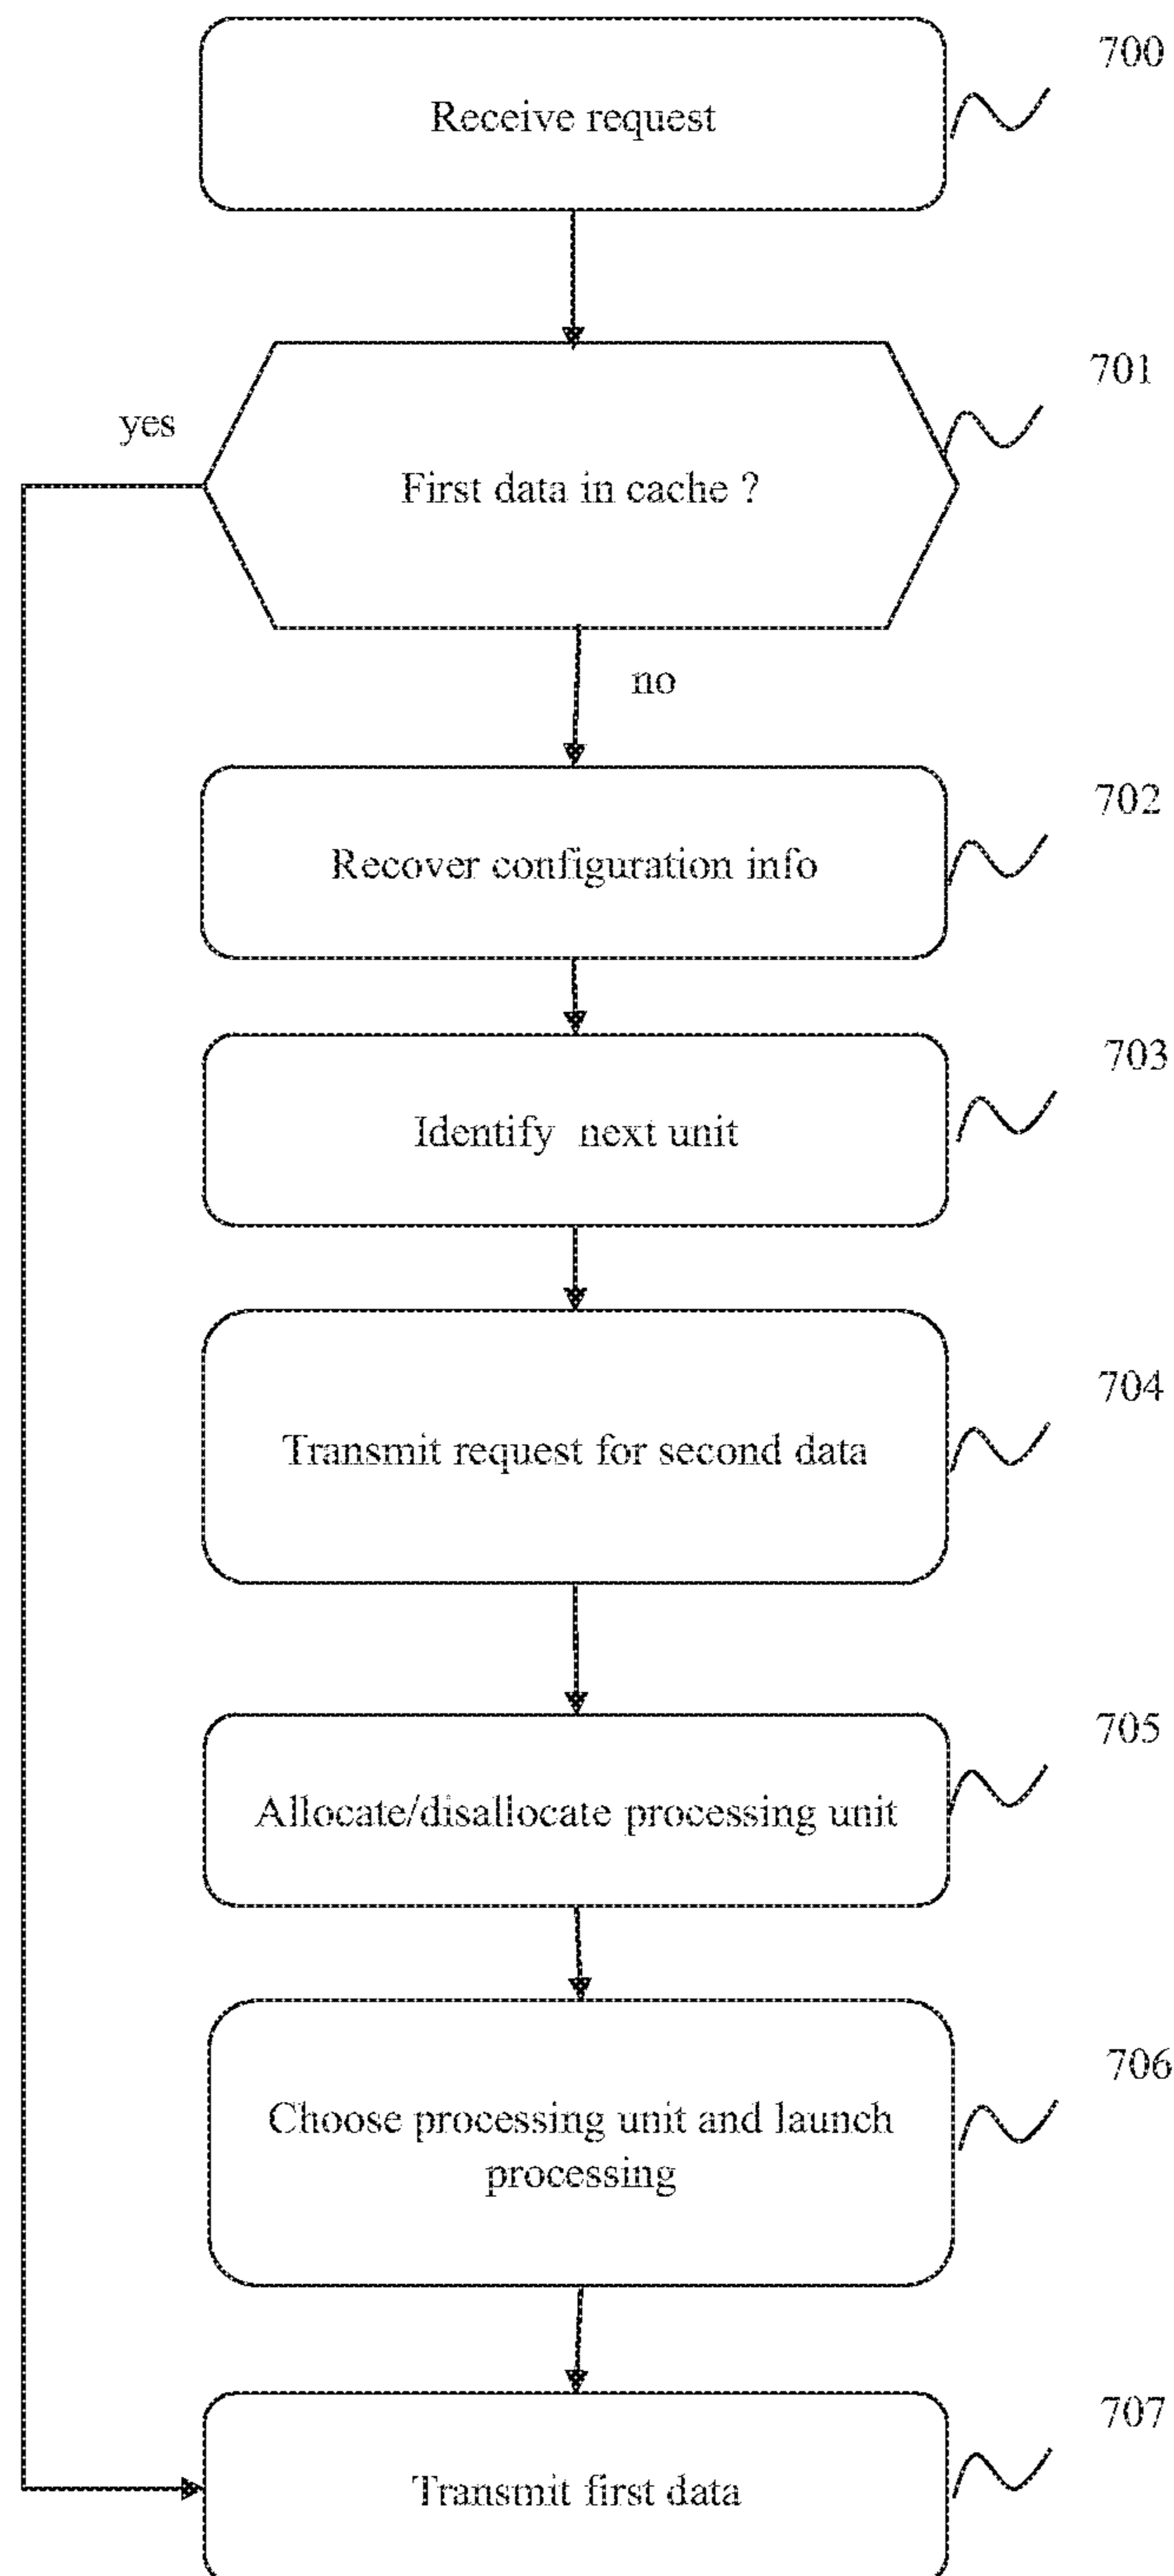 700
Receive request
701
yes
First data in cache ?
no
702
Recover configuration info
703
Identify next unit
704
Transmit request for second data
705
Allocate/disallocate processing unit
706
Choose processing unit and launch
processing
707
Transmit first data